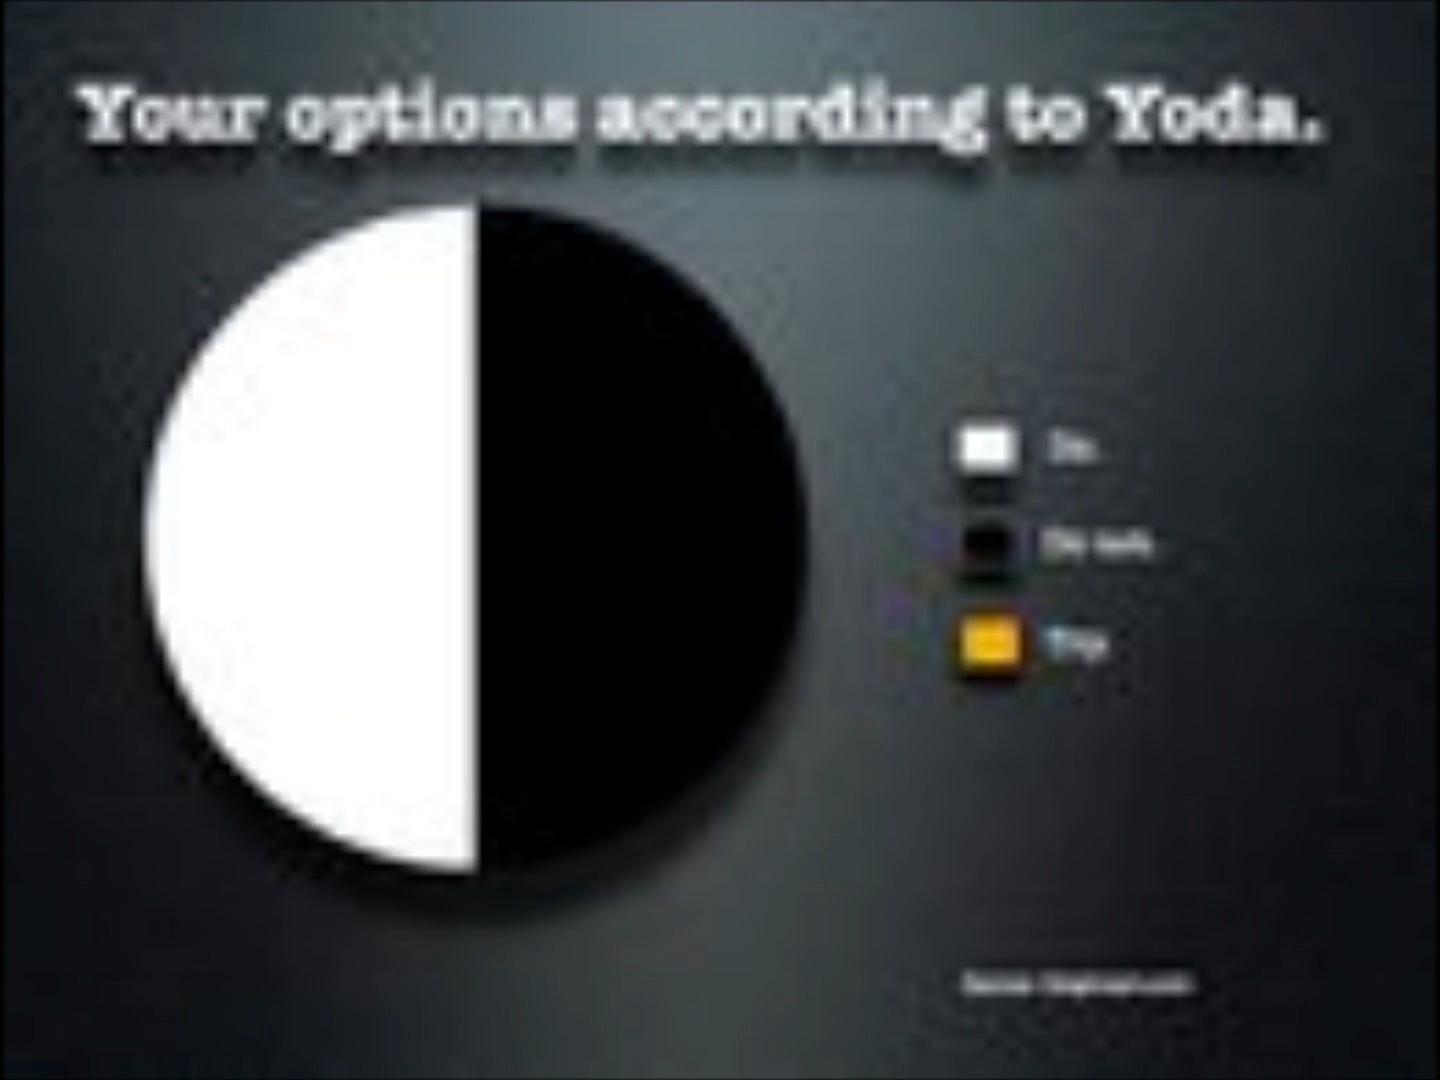 Your options according to Yoda.
Do.
Do not.
Try.